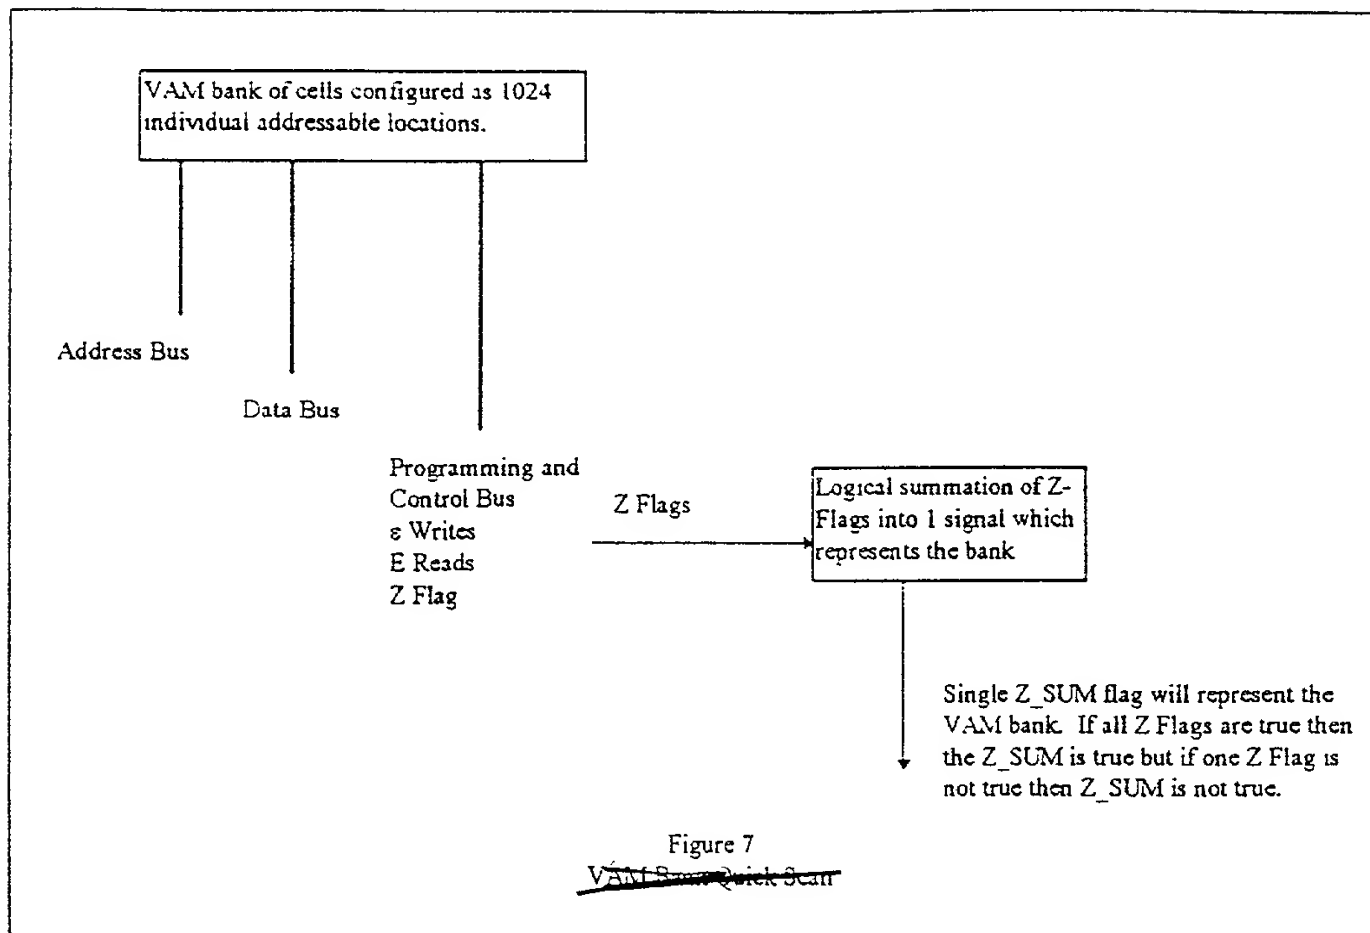 VAM bank of cells configured as 1024
individual addressable locations.
Address Bus
Data Bus
Programming and
Control Bus
ε Writes
E Reads
Z Flag
Z Flags
Logical summation of Z-
Flags into 1 signal which
represents the bank
Single Z_SUM flag will represent the
VAM bank. If all Z Flags are true then
the Z_SUM is true but if one Z Flag is
not true then Z_SUM is not true.
Figure 7
VAM Quick Scan